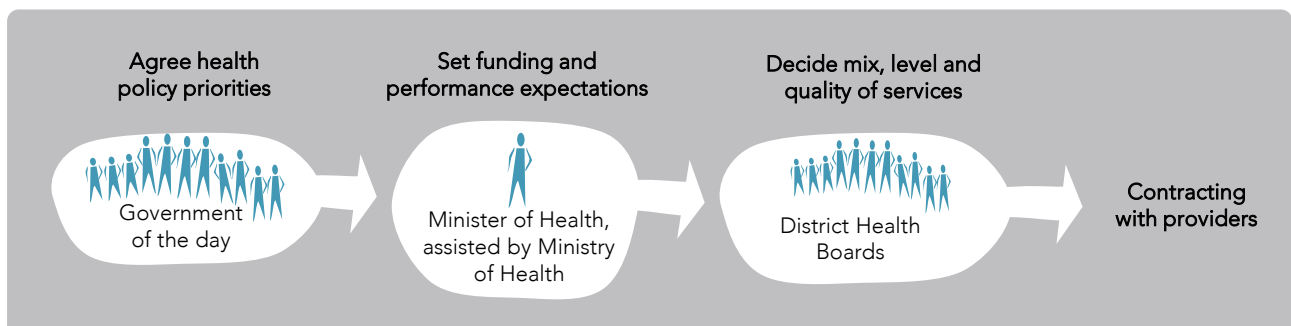 Agree health
policy priorities
Government
of the day
Set funding and
performance expectations
Minister of Health,
assisted by Ministry
of Health
Decide mix, level and
quality of services
District Health
Boards
Contracting
with providers